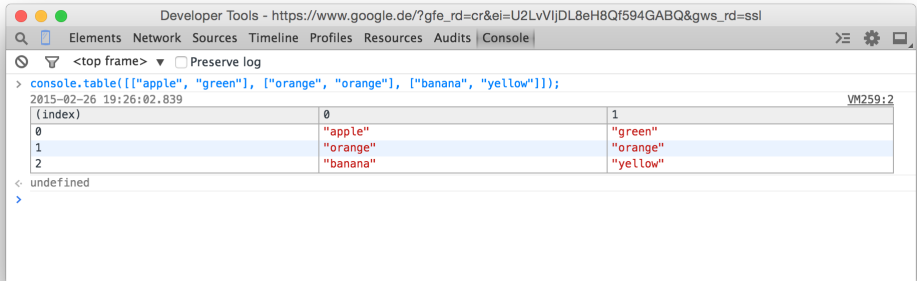 Developer Tools - https://www.google.de/?gfe_rd=cr&ei=U2LvVIjDL8eH8Qf594GABQ&gws_rd=ssl
Elements Network Sources Timeline Profiles Resources Audits Console
<top frame> ▼ Preserve log
> console.table([["apple", "green"], ["orange", "orange"], ["banana", "yellow"]]);
2015-02-26 19:26:02.839 VM259:2
(index) 0 1
0 "apple" "green"
1 "orange" "orange"
2 "banana" "yellow"
undefined
>